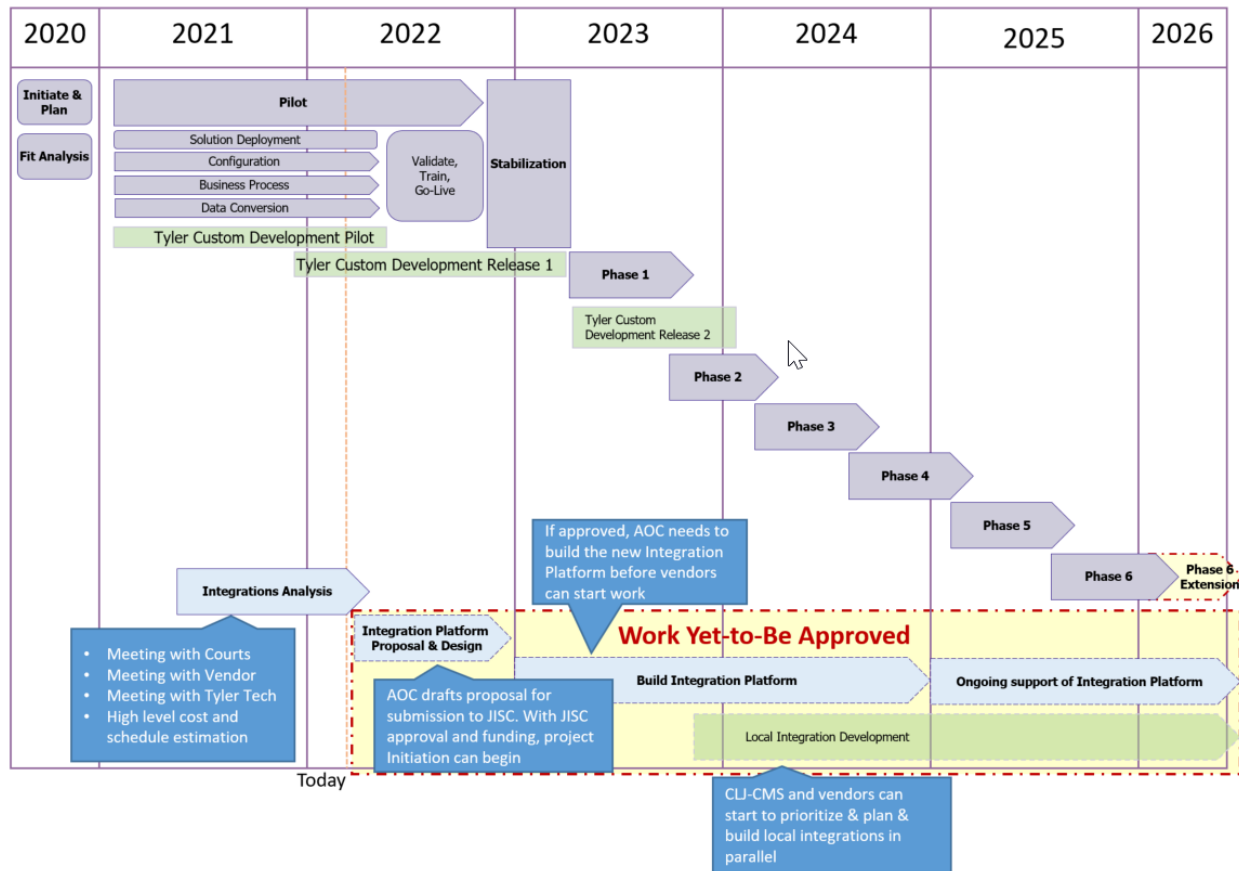 2020
2021
2022
2023
2024
2025
2026
Initiate &
Plan
Pilot
Fit Analysis
Solution Deployment
Configuration
Business Process
Data Conversion
Validate,
Train,
Go-Live
Stabilization
Tyler Custom Development Pilot
Tyler Custom Development Release 1
Phase 1
Tyler Custom
Development Release 2
Phase 2
Phase 3
Phase 4
Phase 5
Phase 6
Phase 6
Extension
If approved, AOC needs to
build the new Integration
Platform before vendors
can start work
Integrations Analysis
• Meeting with Courts
• Meeting with Vendor
• Meeting with Tyler Tech
• High level cost and
schedule estimation
Integration Platform
Proposal & Design
Work Yet-to-Be Approved
Build Integration Platform
Ongoing support of Integration Platform
AOC drafts proposal for
submission to JISC. With JISC
approval and funding, project
Initiation can begin
Local Integration Development
Today
CLJ-CMS and vendors can
start to prioritize & plan &
build local integrations in
parallel